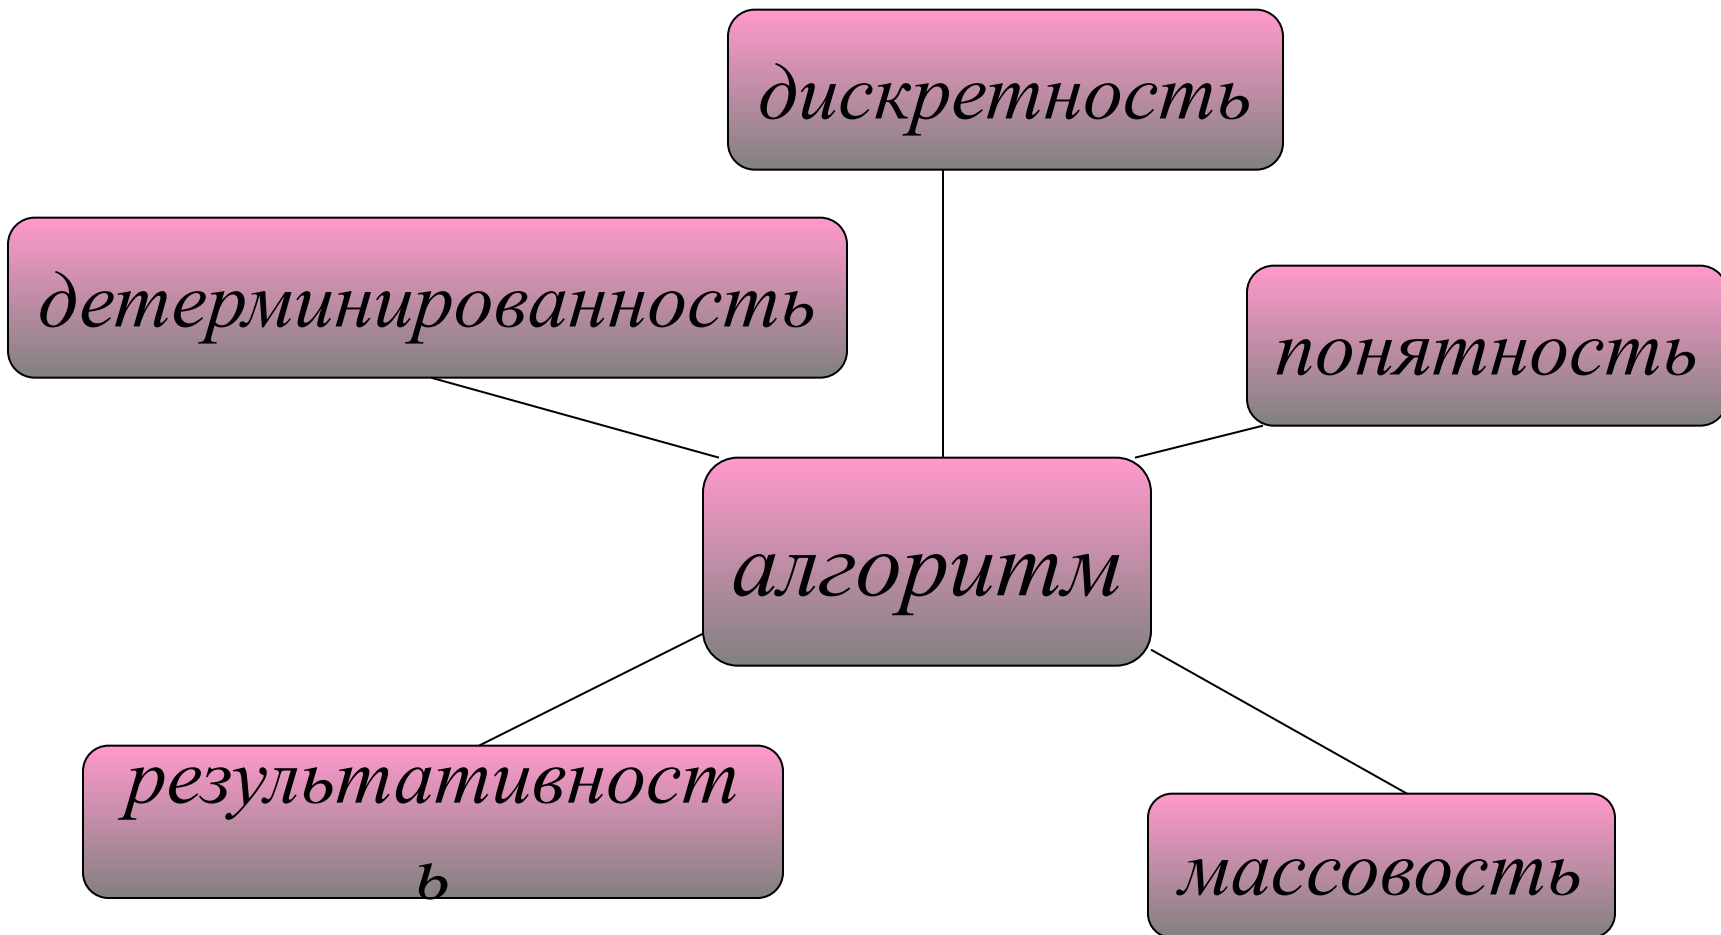 дискретность
детерминированность
понятность
алгоритм
результативност
ь
массовость